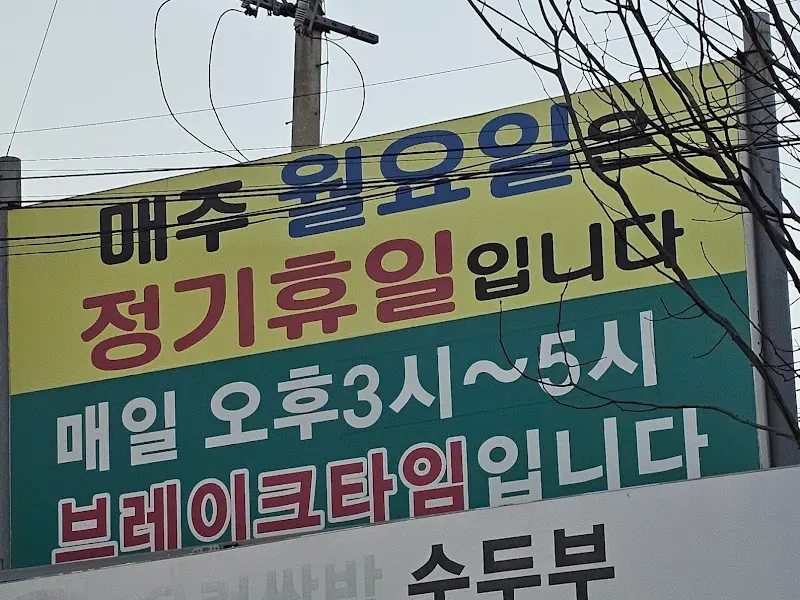 매주 월요일은
정기휴일입니다
매일 오후3시~5시
브레이크타임입니다
수두부